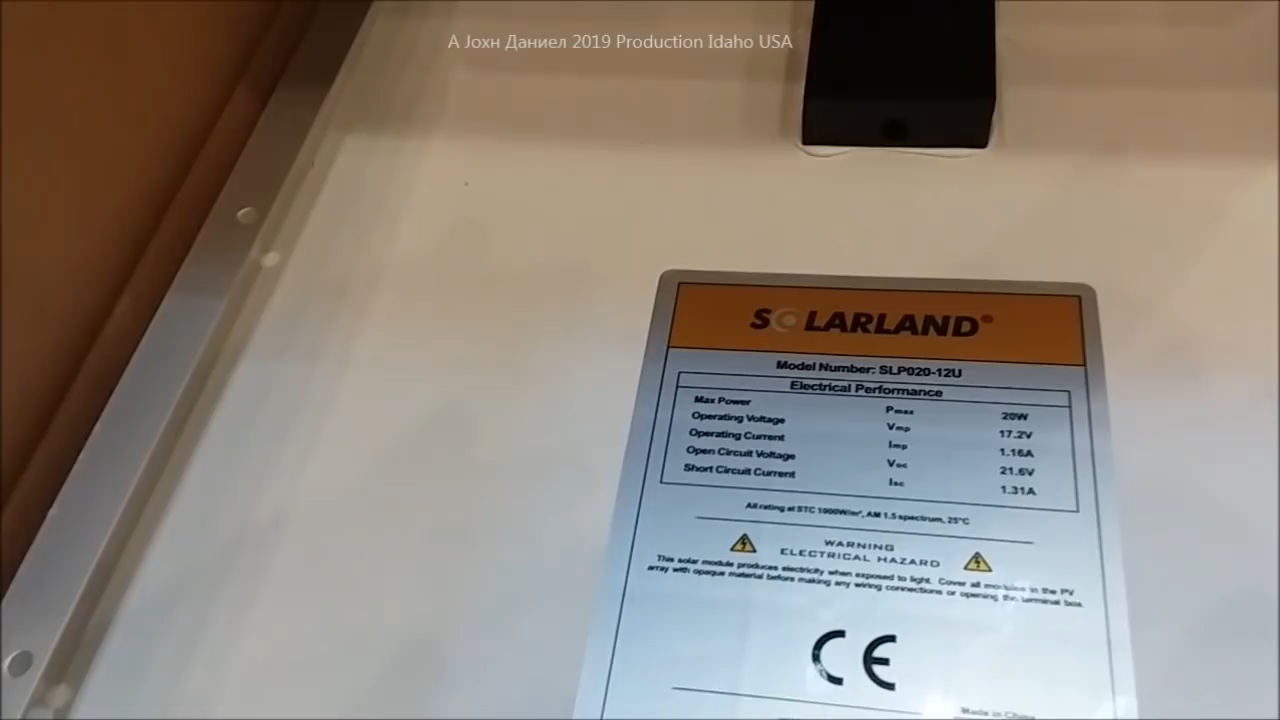 А Јохн Даниел 2019 Production Idaho USA
SOLARLAND®
Model Number: SLP020-12U
Electrical Performance
Max Power Pmax 20W
Operating Voltage Vmp 17.2V
Operating Current Imp 1.16A
Open Circuit Voltage Voc 21.6V
Short Circuit Current Isc 1.31A
All rating at STC 1000W/m², AM 1.5 spectrum, 25°C
WARNING
ELECTRICAL HAZARD
This solar module produces electricity when exposed to light. Cover all modules in the PV
array with opaque material before making any wiring connections or opening the terminal box.
CE
Made in China